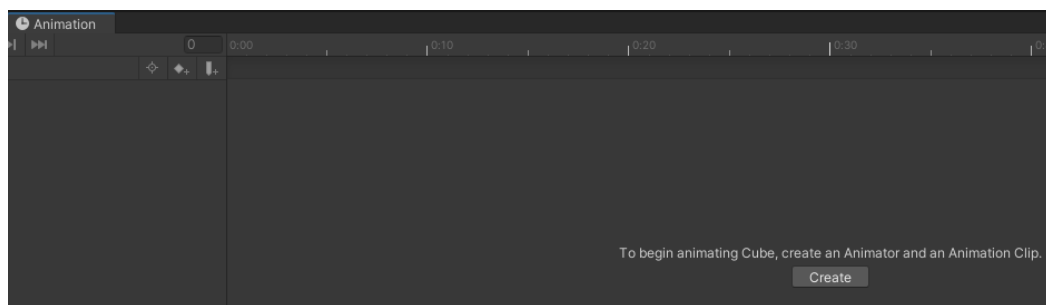 Animation
0 0:00 0:10 0:20 0:30 0:
To begin animating Cube, create an Animator and an Animation Clip.
Create